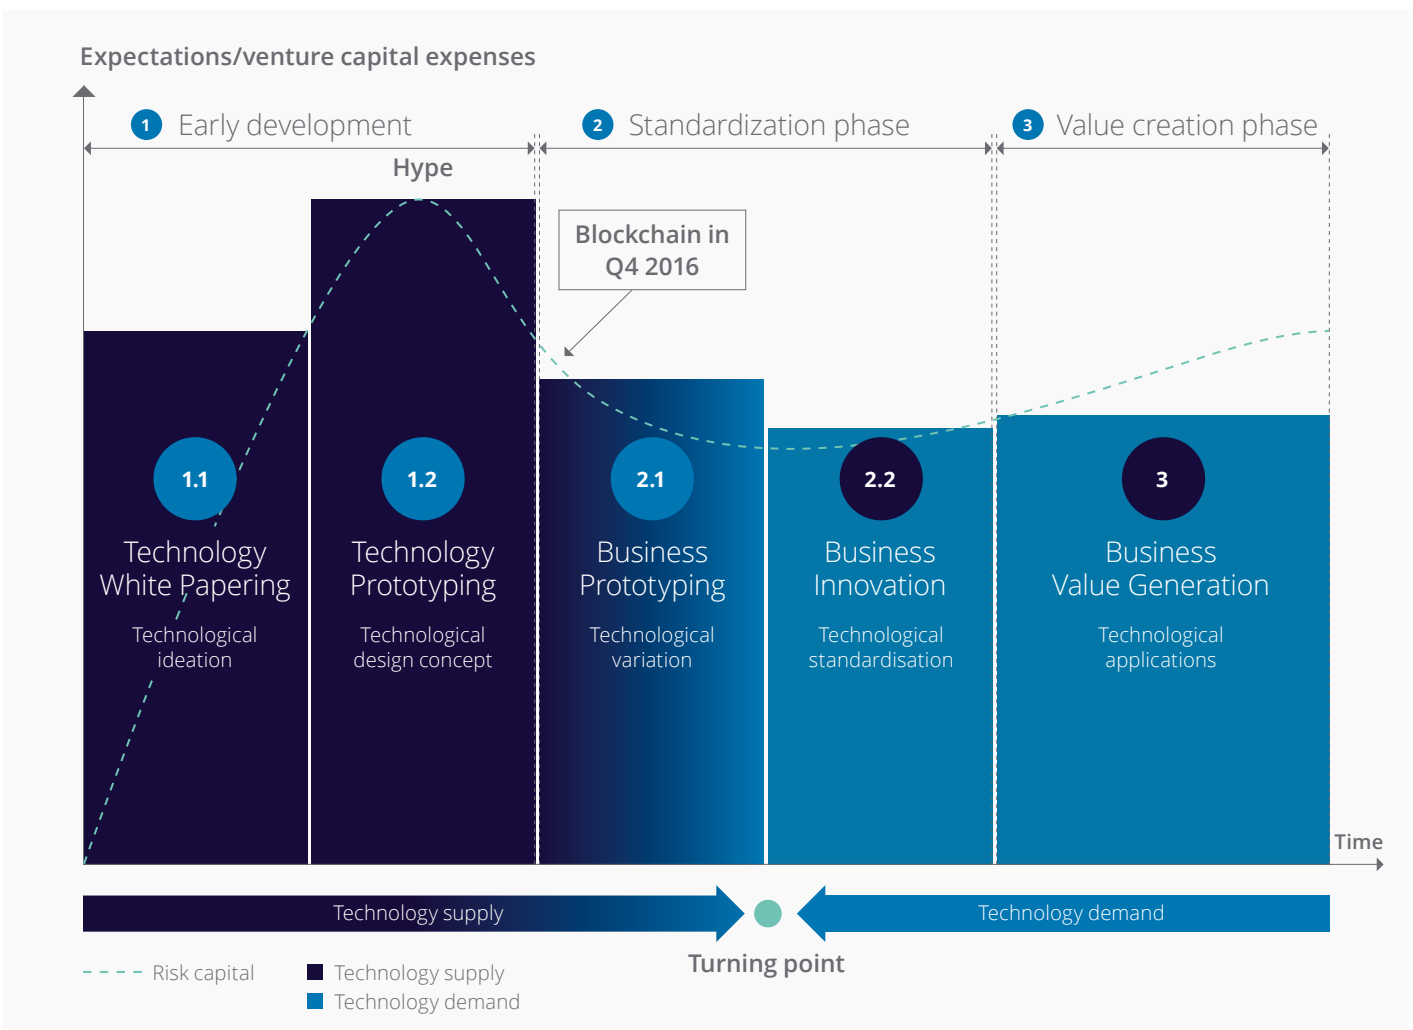 Expectations/venture capital expenses
1 Early development
2 Standardization phase
3 Value creation phase
Hype
Blockchain in
Q4 2016
1.1
Technology
White Papering
Technological
ideation
1.2
Technology
Prototyping
Technological
design concept
2.1
Business
Prototyping
Technological
variation
2.2
Business
Innovation
Technological
standardisation
3
Business
Value Generation
Technological
applications
Time
Technology supply
Technology demand
Turning point
Risk capital
Technology supply
Technology demand